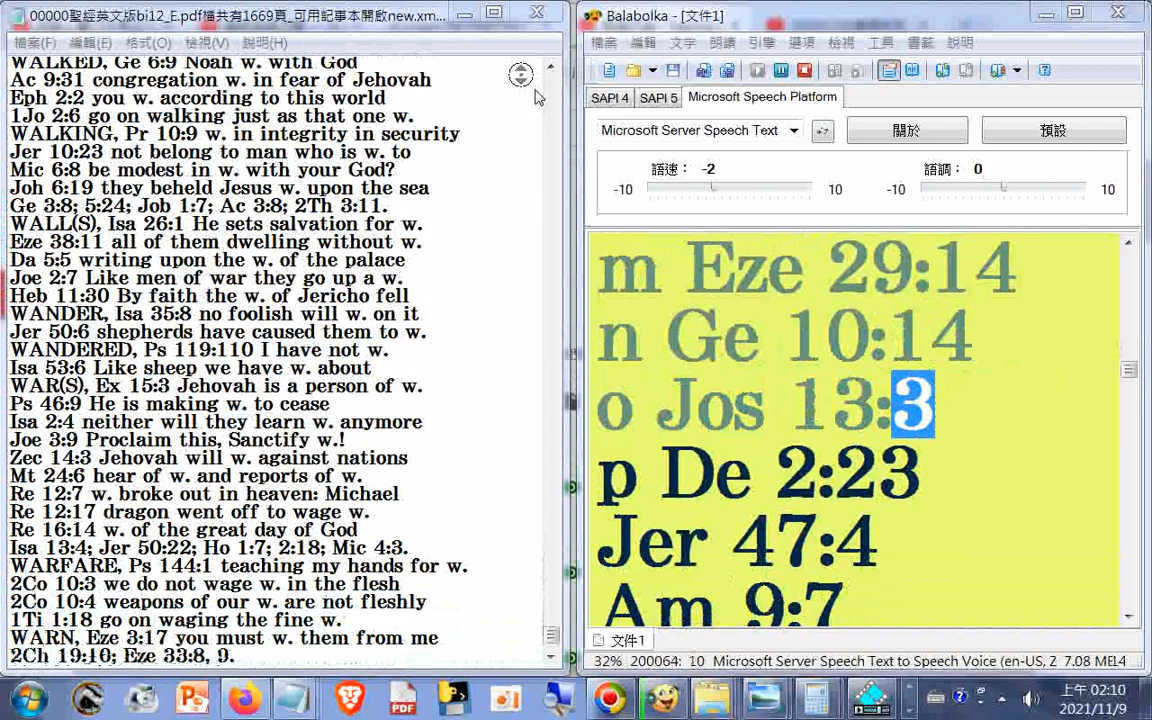 00000聖經英文版bi12_E.pdf檔共有1669頁_可用記事本開啟new.xm...
檔案(F) 編輯(E) 格式(O) 檢視(V) 說明(H)
WALKED, Ge 6:9 Noah w. with God
Ac 9:31 congregation w. in fear of Jehovah
Eph 2:2 you w. according to this world
1Jo 2:6 go on walking just as that one w.
WALKING, Pr 10:9 w. in integrity in security
Jer 10:23 not belong to man who is w. to
Mic 6:8 be modest in w. with your God?
Joh 6:19 they beheld Jesus w. upon the sea
Ge 3:8; 5:24; Job 1:7; Ac 3:8; 2Th 3:11.
WALL(S), Isa 26:1 He sets salvation for w.
Eze 38:11 all of them dwelling without w.
Da 5:5 writing upon the w. of the palace
Joe 2:7 Like men of war they go up a w.
Heb 11:30 By faith the w. of Jericho fell
WANDER, Isa 35:8 no foolish will w. on it
Jer 50:6 shepherds have caused them to w.
WANDERED, Ps 119:110 I have not w.
Isa 53:6 Like sheep we have w. about
WAR(S), Ex 15:3 Jehovah is a person of w.
Ps 46:9 He is making w. to cease
Isa 2:4 neither will they learn w. anymore
Joe 3:9 Proclaim this, Sanctify w.!
Zec 14:3 Jehovah will w. against nations
Mt 24:6 hear of w. and reports of w.
Re 12:7 w. broke out in heaven: Michael
Re 12:17 dragon went off to wage w.
Re 16:14 w. of the great day of God
Isa 13:4; Jer 50:22; Ho 1:7; 2:18; Mic 4:3.
WARFARE, Ps 144:1 teaching my hands for w.
2Co 10:3 we do not wage w. in the flesh
2Co 10:4 weapons of our w. are not fleshly
1Ti 1:18 go on waging the fine w.
WARN, Eze 3:17 you must w. them from me
2Ch 19:10; Eze 33:8, 9.
Balabolka - [文件1]
檔案 編輯 文字 朗讀 引擎 選項 檢視 工具 書籤 說明
SAPI 4 SAPI 5 Microsoft Speech Platform
Microsoft Server Speech Text 關於 預設
語速： -2 語調： 0
-10 10 -10 10
m Eze 29:14
n Ge 10:14
o Jos 13:3
p De 2:23
Jer 47:4
Am 9:7
文件1
32% 200064: 10 Microsoft Server Speech Text to Speech Voice (en-US, Z 7.08 ME14
PDF
上午 02:10
2021/11/9